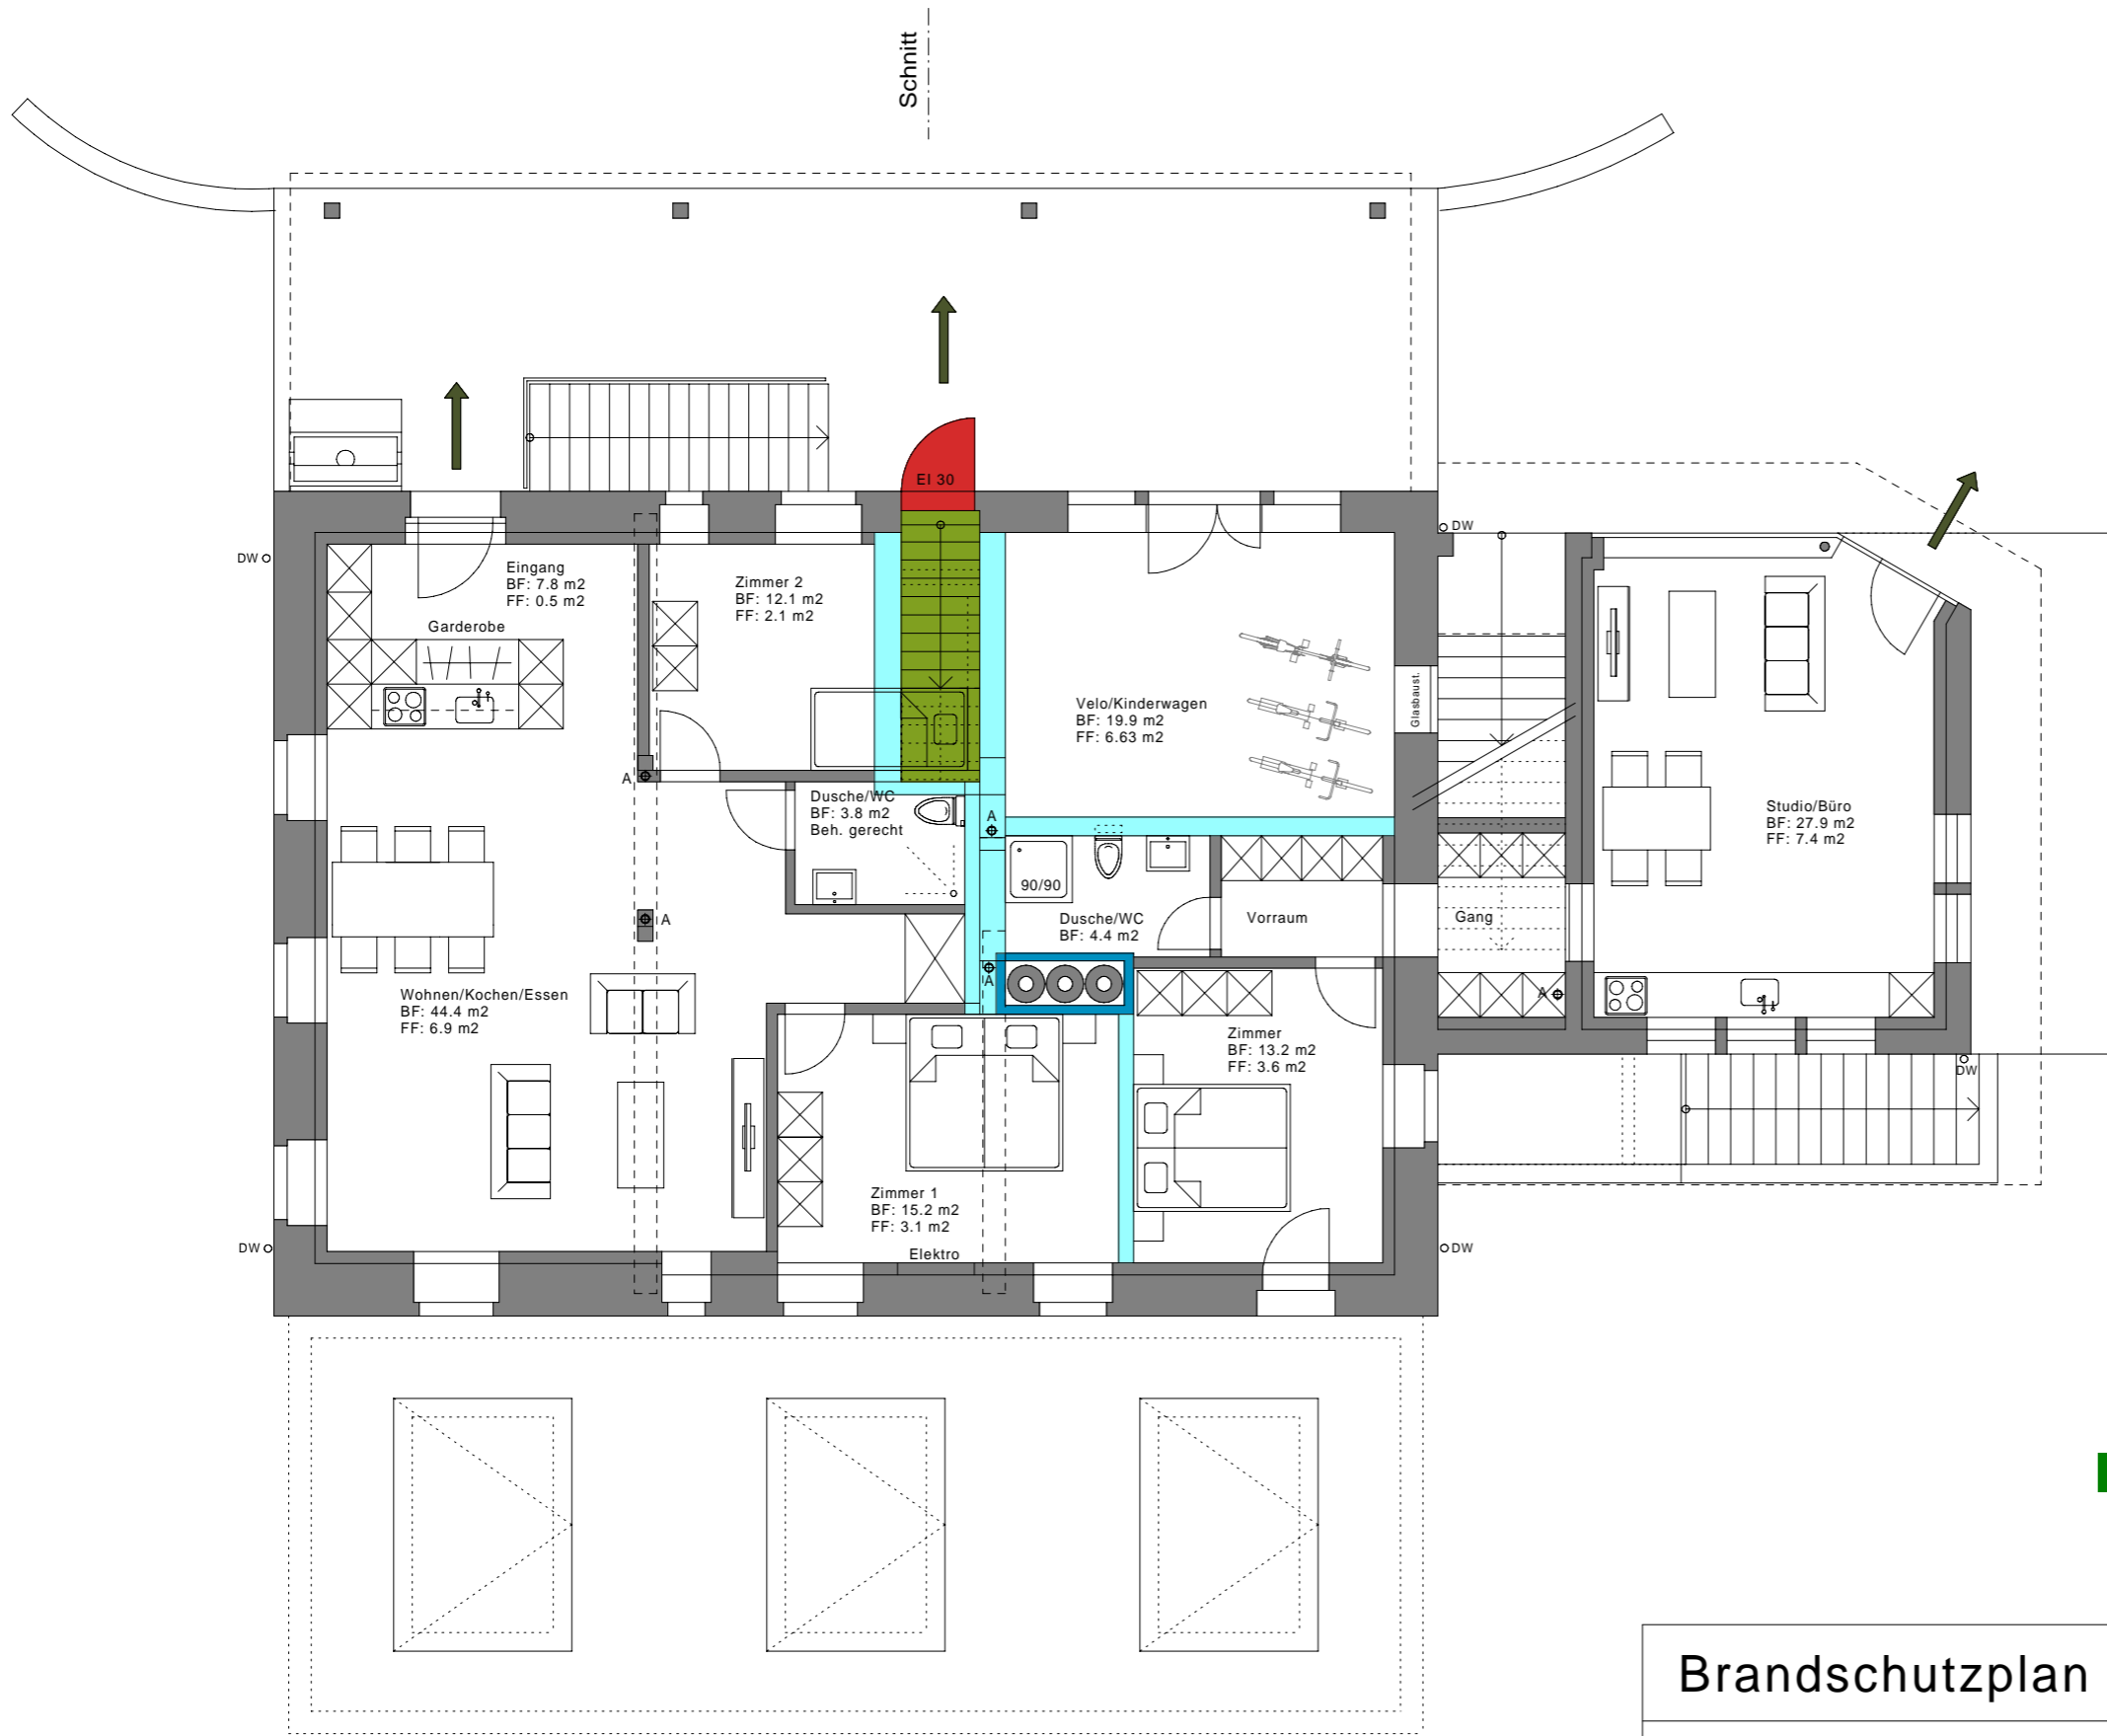 Schnitt
EI 30
DW
DW
Eingang
BF: 7.8 m2
FF: 0.5 m2
Garderobe
Zimmer 2
BF: 12.1 m2
FF: 2.1 m2
Velo/Kinderwagen
BF: 19.9 m2
FF: 6.63 m2
Glasbaust.
A
Dusche/WC
BF: 3.8 m2
Beh. gerecht
A
Studio/Büro
BF: 27.9 m2
FF: 7.4 m2
90/90
A
Dusche/WC
BF: 4.4 m2
Vorraum
Gang
A
A
Wohnen/Kochen/Essen
BF: 44.4 m2
FF: 6.9 m2
Zimmer
BF: 13.2 m2
FF: 3.6 m2
DW
Zimmer 1
BF: 15.2 m2
FF: 3.1 m2
Elektro
DW
DW
Brandschutzplan